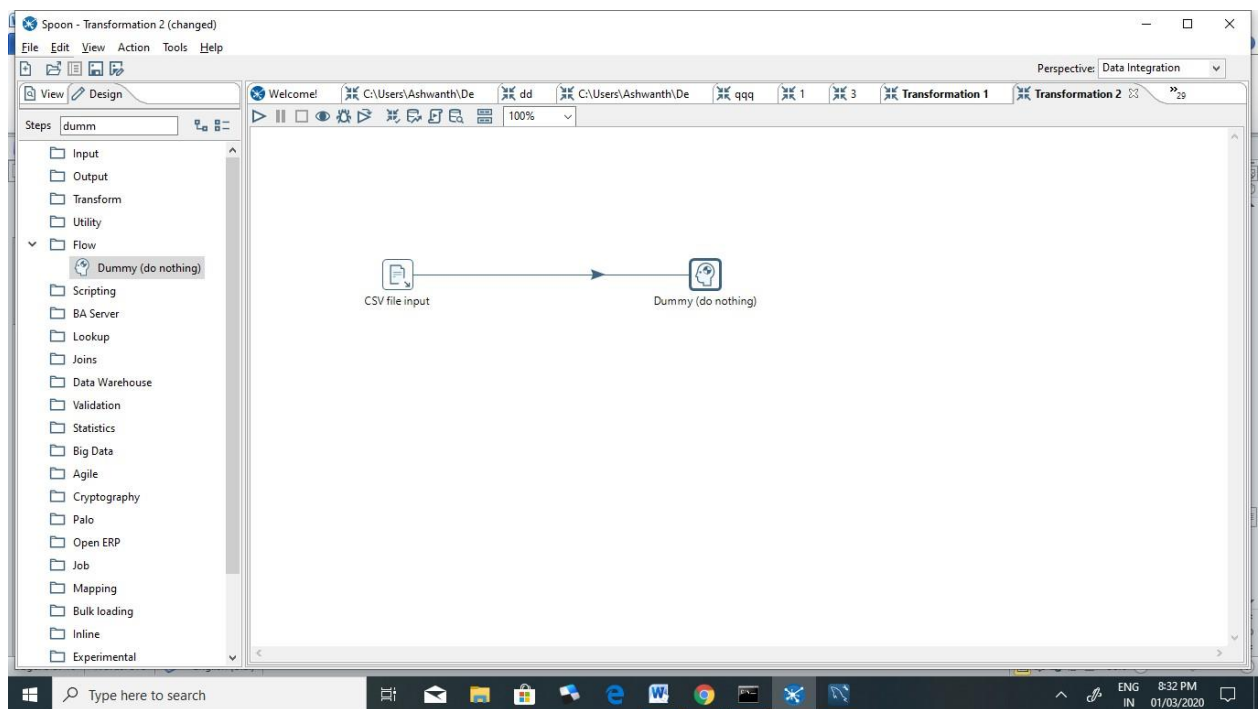 Spoon - Transformation 2 (changed)
File Edit View Action Tools Help
Perspective: Data Integration
View Design
Welcome! C:\Users\Ashwanth\De dd C:\Users\Ashwanth\De qqq 1 3 Transformation 1 Transformation 2 »29
Steps dumm
100%
Input
Output
Transform
Utility
Flow
Dummy (do nothing)
Scripting
BA Server
Lookup
Joins
Data Warehouse
Validation
Statistics
Big Data
Agile
Cryptography
Palo
Open ERP
Job
Mapping
Bulk loading
Inline
Experimental
CSV file input
Dummy (do nothing)
Type here to search
ENG
IN
8:32 PM
01/03/2020